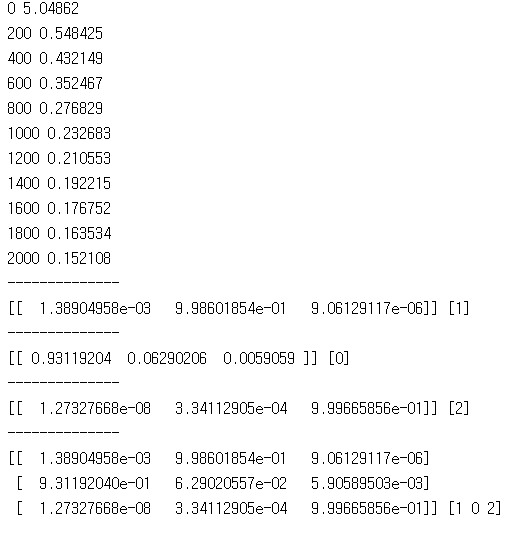 0 5.04862
200 0.548425
400 0.432149
600 0.352467
800 0.276829
1000 0.232683
1200 0.210553
1400 0.192215
1600 0.176752
1800 0.163534
2000 0.152108
--------------
[[  1.38904958e-03   9.98601854e-01   9.06129117e-06]] [1]
--------------
[[ 0.93119204  0.06290206  0.0059059 ]] [0]
--------------
[[  1.27327668e-08   3.34112905e-04   9.99665856e-01]] [2]
--------------
[[  1.38904958e-03   9.98601854e-01   9.06129117e-06]
 [  9.31192040e-01   6.29020557e-02   5.90589503e-03]
 [  1.27327668e-08   3.34112905e-04   9.99665856e-01]] [1 0 2]